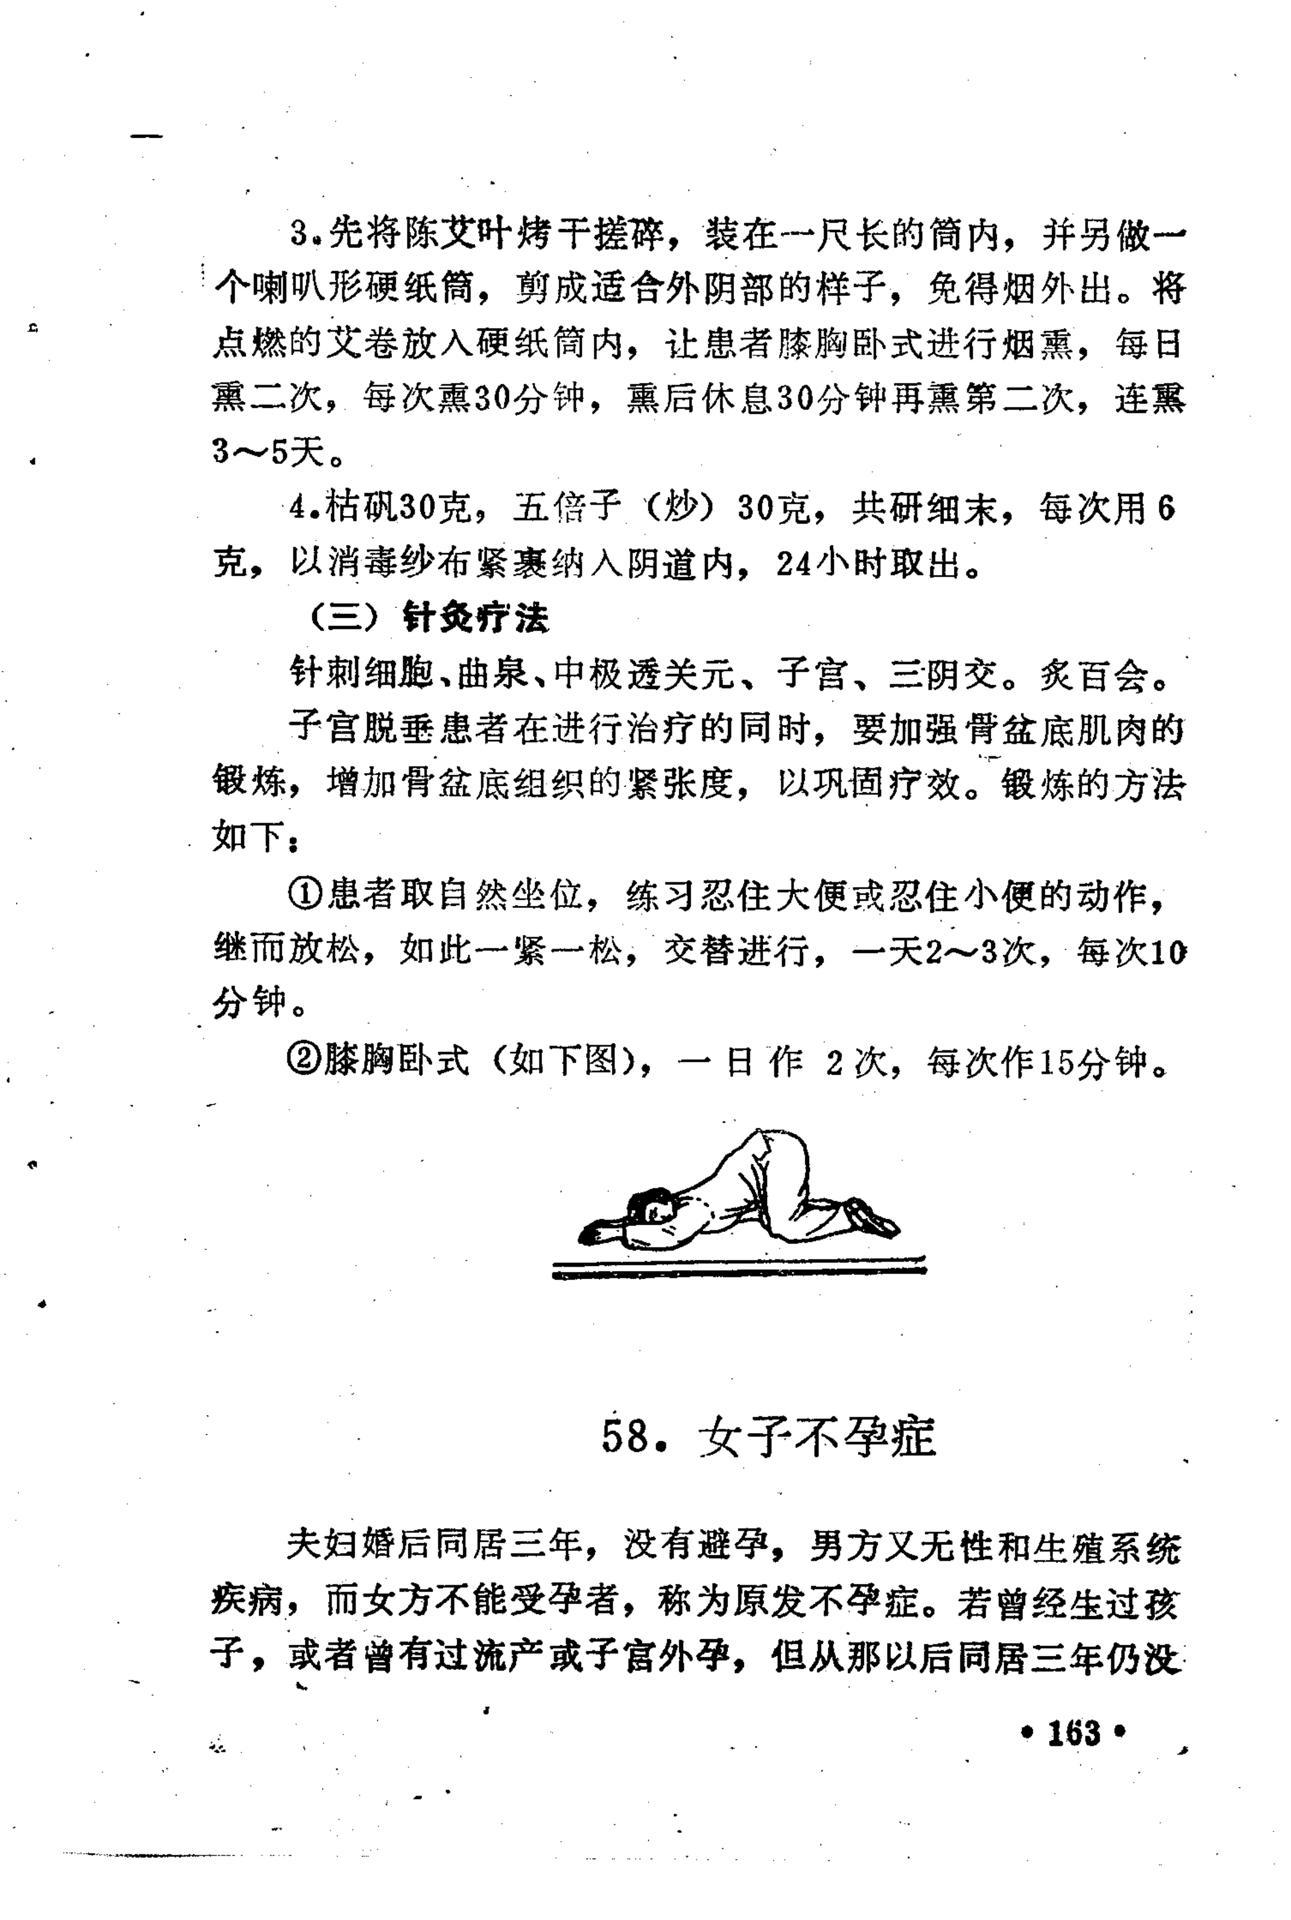 3.先将陈艾叶烤干搓碎，装在一尺长的筒内，并另做一
个喇叭形硬纸筒，剪成适合外阴部的样子，免得烟外出。将
点燃的艾卷放入硬纸筒内，让患者膝胸卧式进行烟熏，每日
熏二次，每次熏30分钟，熏后休息30分钟再熏第二次，连熏
3～5天。
4.枯矾30克，五倍子（炒）30克，共研细末，每次用6
克，以消毒纱布紧裹纳入阴道内，24小时取出。
（三）针灸疗法
针刺细胞、曲泉、中极透关元、子宫、三阴交。炙百会。
子宫脱垂患者在进行治疗的同时，要加强骨盆底肌肉的
锻炼，增加骨盆底组织的紧张度，以巩固疗效。锻炼的方法
如下：
①患者取自然坐位，练习忍住大便或忍住小便的动作，
继而放松，如此一紧一松，交替进行，一天2～3次，每次10
分钟。
②膝胸卧式（如下图），一日作2次，每次作15分钟。
58．女子不孕症
夫妇婚后同居三年，没有避孕，男方又无性和生殖系统
疾病，而女方不能受孕者，称为原发不孕症。若曾经生过孩
子，或者曾有过流产或子宫外孕，但从那以后同居三年仍没
•163•